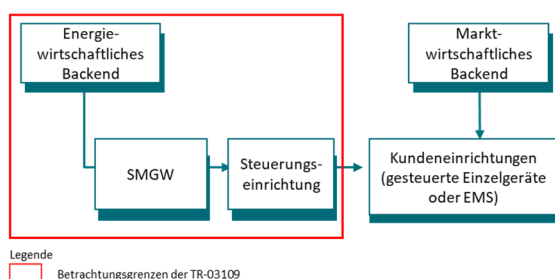 Energie-
wirtschaftliches
Backend
Markt-
wirtschaftliches
Backend
SMGW
Steuerungs-
einrichtung
Kundeneinrichtungen
(gesteuerte Einzelgeräte
oder EMS)
Legende
Betrachtungsgrenzen der TR-03109